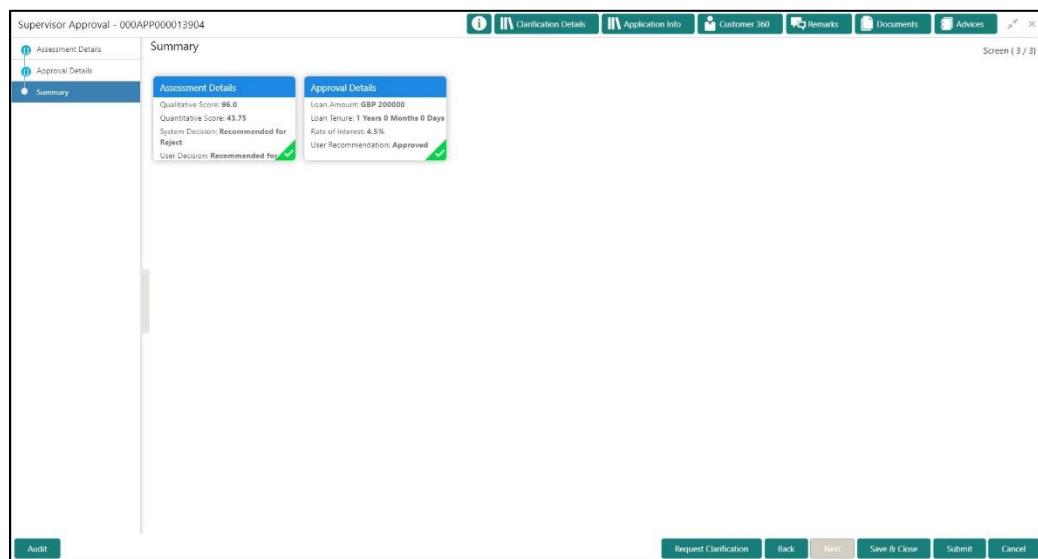 Supervisor Approval - 000APP000013904
Clarification Details
Application Info
Customer 360
Remarks
Documents
Advices
Assessment Details
Approval Details
Summary
Summary
Screen ( 3 / 3)
Assessment Details
Qualitative Score: 96.0
Quantitative Score: 43.75
System Decision: Recommended for
Reject
User Decision: Recommended for
Approval Details
Loan Amount: GBP 200000
Loan Tenure: 1 Years 0 Months 0 Days
Rate of Interest: 4.5%
User Recommendation: Approved
Audit
Request Clarification
Back
Next
Save & Close
Submit
Cancel